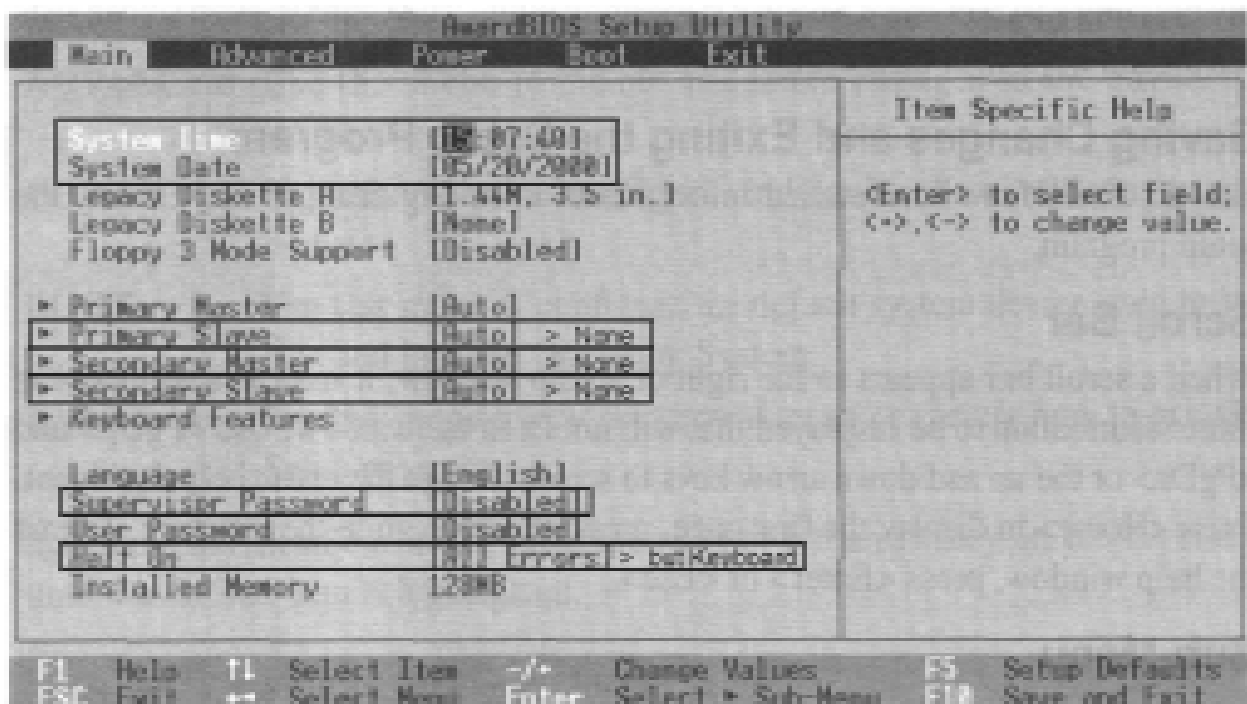 AwardBIOS Setup Utility
Main Advanced Power Boot Exit
System Time :07:40]
System Date [05/20/2000]
Legacy Diskette A [1.44M, 3.5 in.]
Legacy Diskette B [None]
Floppy 3 Mode Support [Disabled]
Primary Master [Auto]
Primary Slave [Auto] > None
Secondary Master [Auto] > None
Secondary Slave [Auto] > None
Keyboard Features
Language [English]
Supervisor Password [Disabled]
User Password [Disabled]
Halt On [All Errors] > but Keyboard
Installed Memory 128MB
Item Specific Help
<Enter> to select field;
<+>,<-> to change value.
F1 Help ↑↓ Select Item -/+ Change Values F5 Setup Defaults
ESC Exit ←→ Select Menu Enter Select ► Sub-Menu F10 Save and Exit